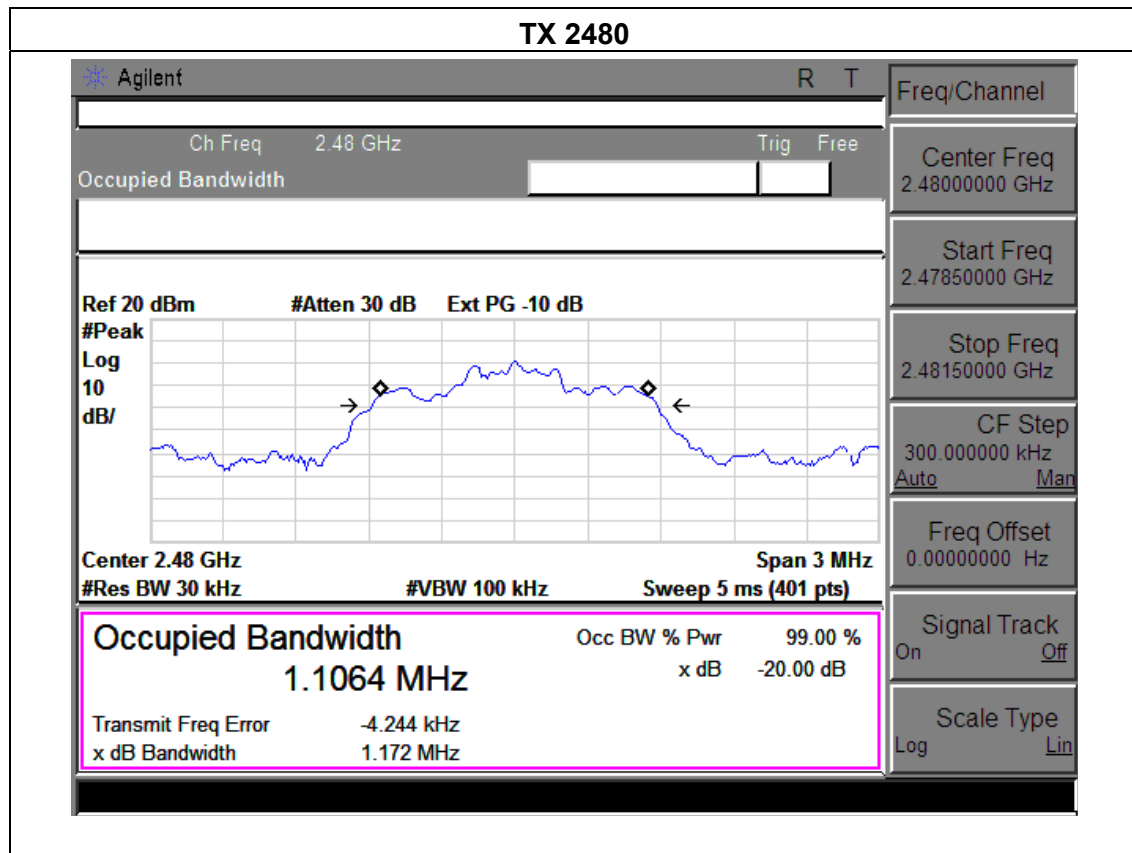 TX 2480
Agilent R T
Freq/Channel
Ch Freq 2.48 GHz Trig Free
Occupied Bandwidth
Center Freq
2.48000000 GHz
Start Freq
2.47850000 GHz
Stop Freq
2.48150000 GHz
CF Step
300.000000 kHz
Auto Man
Freq Offset
0.00000000 Hz
Signal Track
On Off
Scale Type
Log Lin
Ref 20 dBm #Atten 30 dB Ext PG -10 dB
#Peak
Log
10
dB/
Center 2.48 GHz Span 3 MHz
#Res BW 30 kHz #VBW 100 kHz Sweep 5 ms (401 pts)
Occupied Bandwidth Occ BW % Pwr 99.00 %
1.1064 MHz x dB -20.00 dB
Transmit Freq Error -4.244 kHz
x dB Bandwidth 1.172 MHz